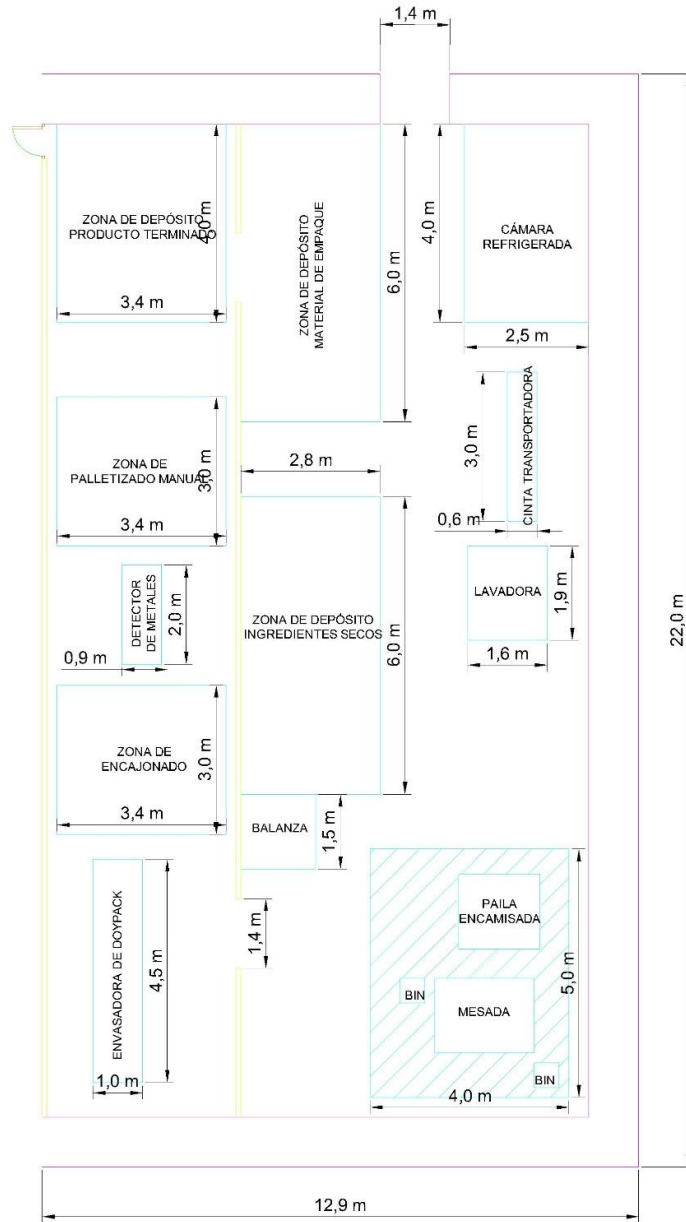 1,4 m
ZONA DE DEPÓSITO
PRODUCTO TERMINADO
4,0 m
3,4 m
ZONA DE DEPÓSITO
MATERIAL DE EMPAQUE
6,0 m
4,0 m
CÁMARA
REFRIGERADA
2,5 m
ZONA DE
PALLETIZADO MANUAL
3,0 m
3,4 m
2,8 m
3,0 m
CINTA TRANSPORTADORA
0,6 m
DETECTOR
DE METALES
2,0 m
0,9 m
ZONA DE DEPÓSITO
INGREDIENTES SECOS
6,0 m
LAVADORA
1,9 m
1,6 m
22,0 m
ZONA DE
ENCAJONADO
3,0 m
3,4 m
BALANZA
1,5 m
ENVASADORA DE DOYPACK
4,5 m
1,0 m
1,4 m
PAILA
ENCAMISADA
BIN
MESADA
BIN
5,0 m
4,0 m
12,9 m